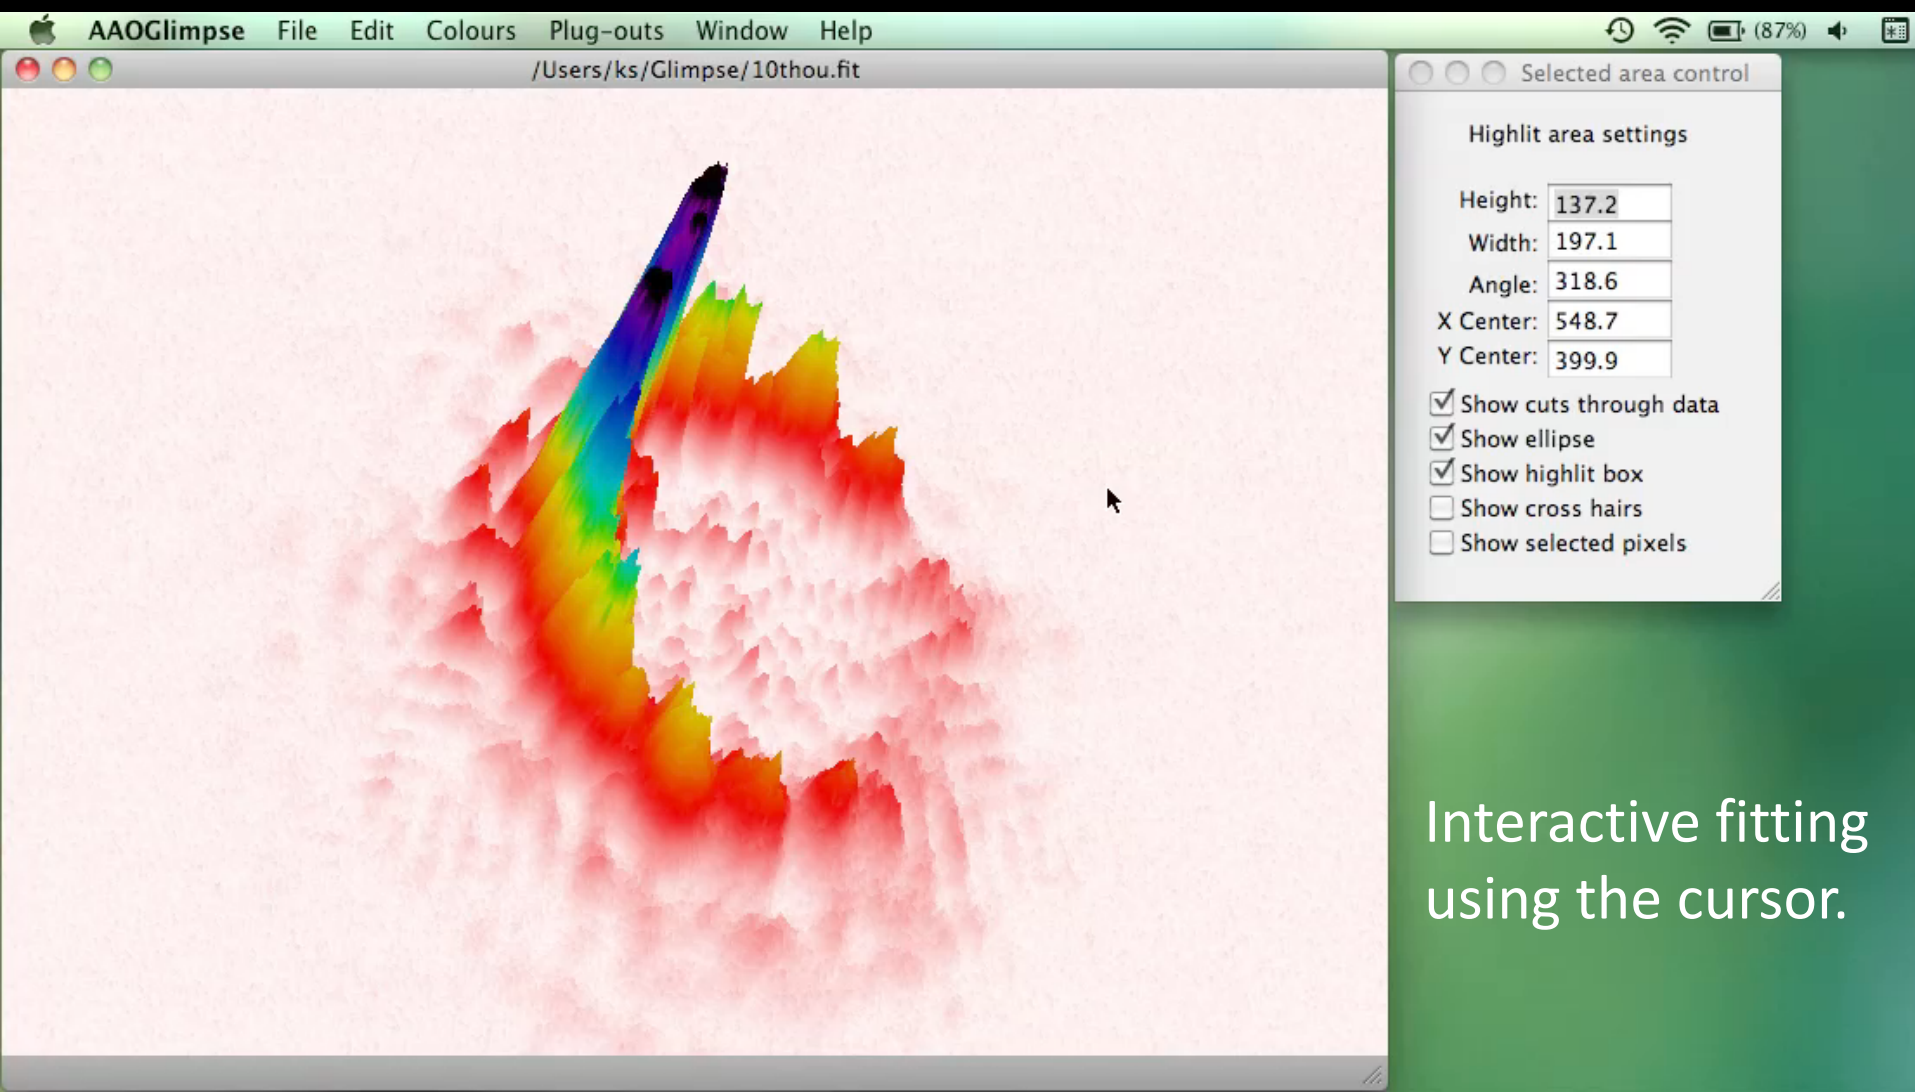 AAOGlimpse File Edit Colours Plug-outs Window Help (87%)
/Users/ks/Glimpse/10thou.fit
Selected area control
Highlit area settings
Height: 137.2
Width: 197.1
Angle: 318.6
X Center: 548.7
Y Center: 399.9
Show cuts through data
Show ellipse
Show highlit box
Show cross hairs
Show selected pixels
Interactive fitting
using the cursor.